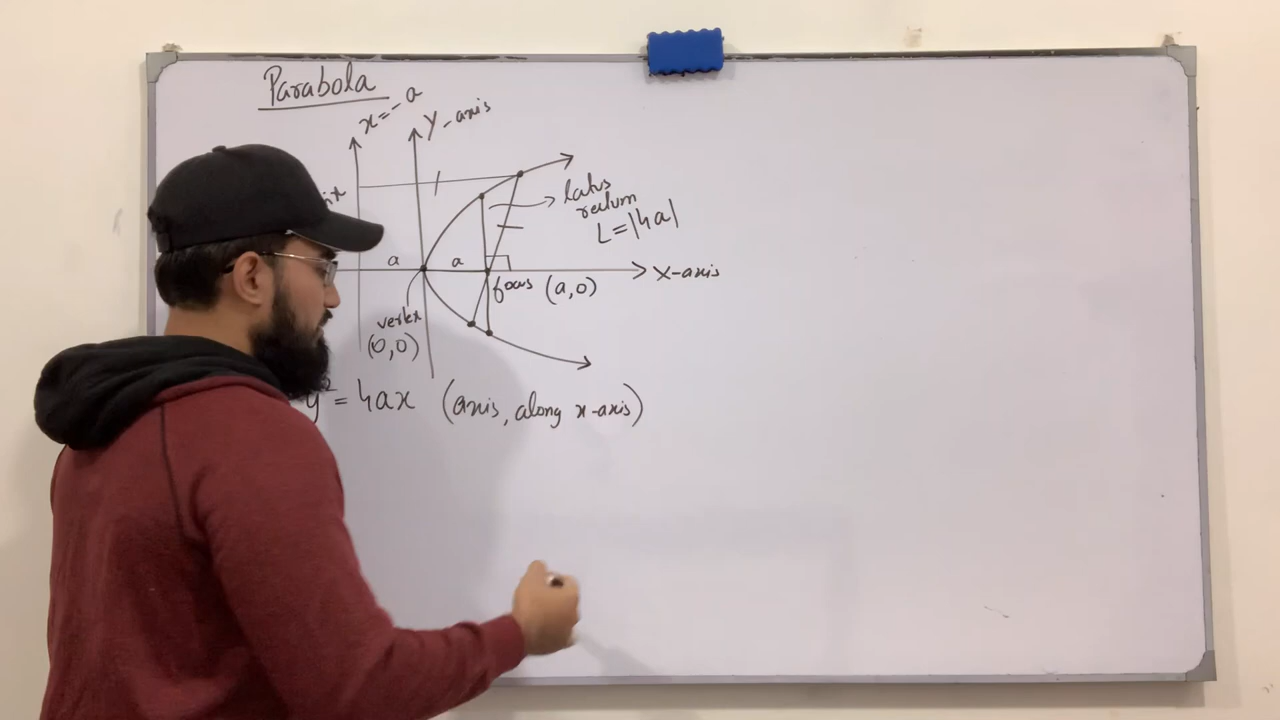 Parabola
x=-a
Y-axis
latus
rectum
L=|4a|
a
a
X-axis
focus (a,0)
vertex
(0,0)
y² = 4ax (axis, along x-axis)